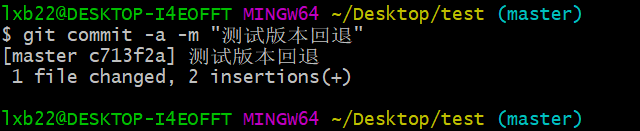 lxb22@DESKTOP-I4EOFFT MINGW64 ~/Desktop/test (master)
$ git commit -a -m "测试版本回退"
[master c713f2a] 测试版本回退
 1 file changed, 2 insertions(+)
lxb22@DESKTOP-I4EOFFT MINGW64 ~/Desktop/test (master)